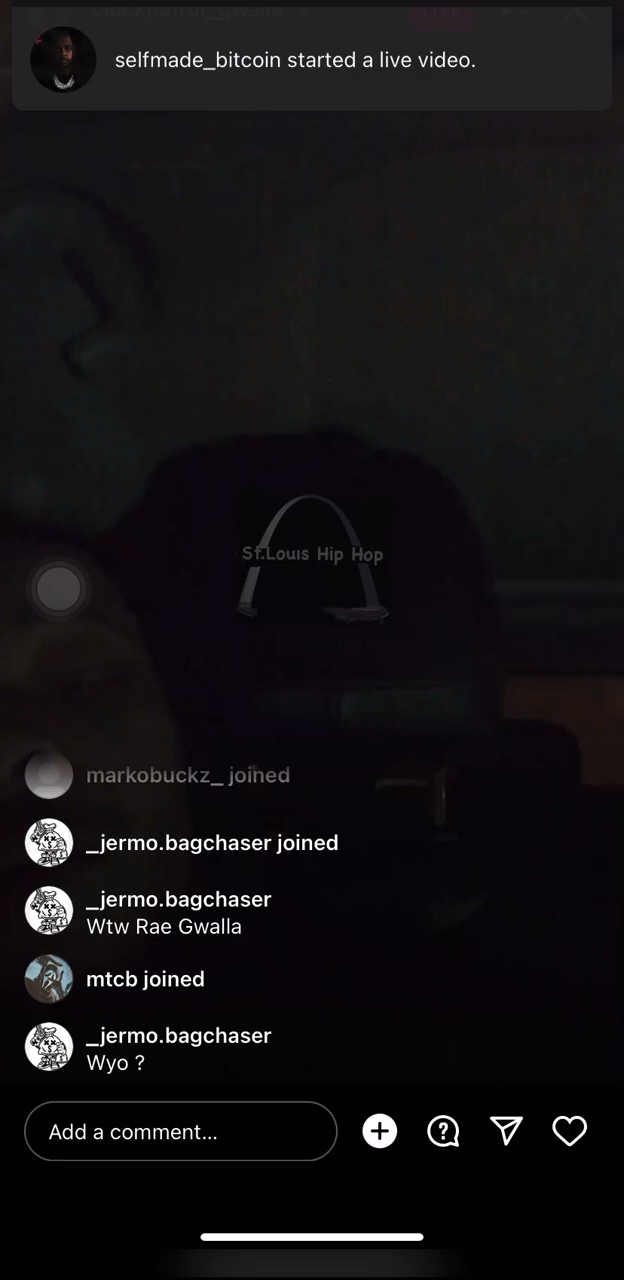 selfmade_bitcoin started a live video.
St.Louis Hip Hop
markobuckz_ joined
_jermo.bagchaser joined
_jermo.bagchaser
Wtw Rae Gwalla
mtcb joined
_jermo.bagchaser
Wyo ?
Add a comment...